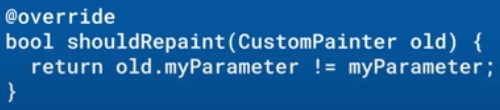 @override
bool shouldRepaint(CustomPainter old) {
  return old.myParameter != myParameter;
}